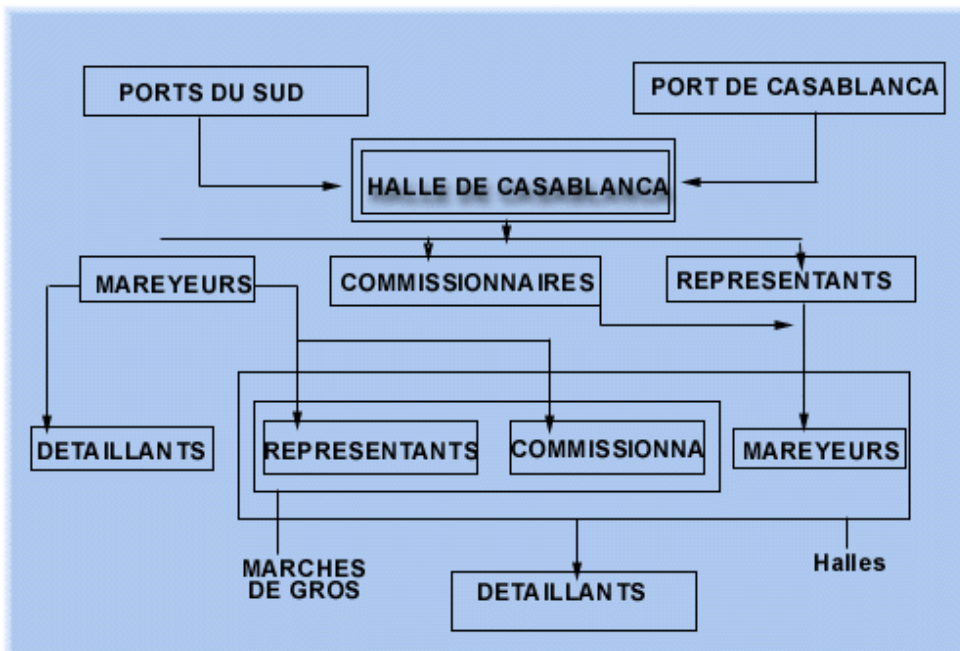 PORTS DU SUD
PORT DE CASABLANCA
HALLE DE CASABLANCA
MAREYEURS
COMMISSIONNAIRES
REPRESENTANTS
DETAILLANTS
REPRESENTANTS
COMMISSIONNA
MAREYEURS
MARCHES
DE GROS
Halles
DETAILLANTS